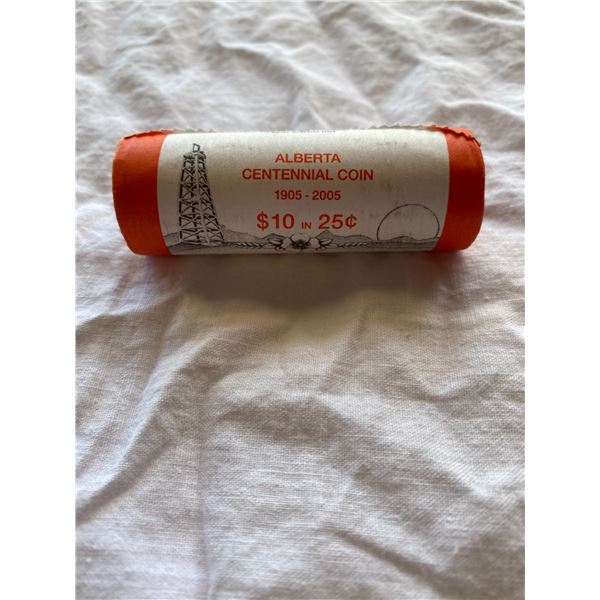 ALBERTA
CENTENNIAL COIN
1905 - 2005
$10 IN 25¢